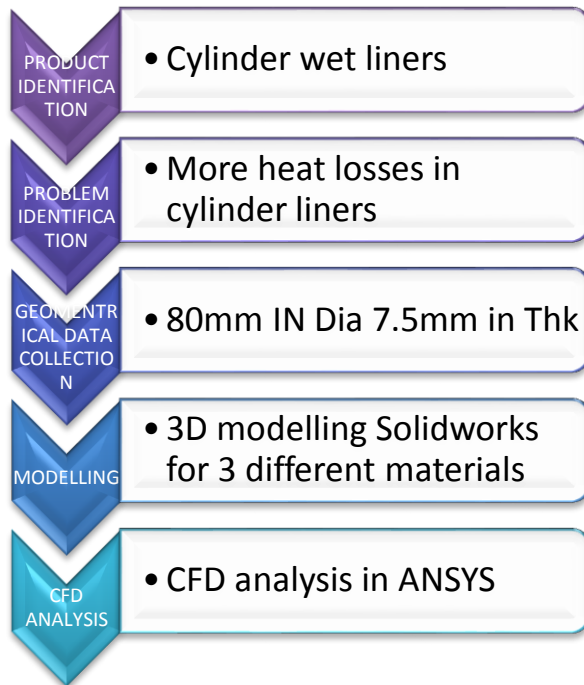 PRODUCT
IDENTIFICA
TION
• Cylinder wet liners
PROBLEM
IDENTIFICA
TION
• More heat losses in
cylinder liners
GEOMENTR
ICAL DATA
COLLECTIO
N
• 80mm IN Dia 7.5mm in Thk
MODELLING
• 3D modelling Solidworks
for 3 different materials
CFD
ANALYSIS
• CFD analysis in ANSYS